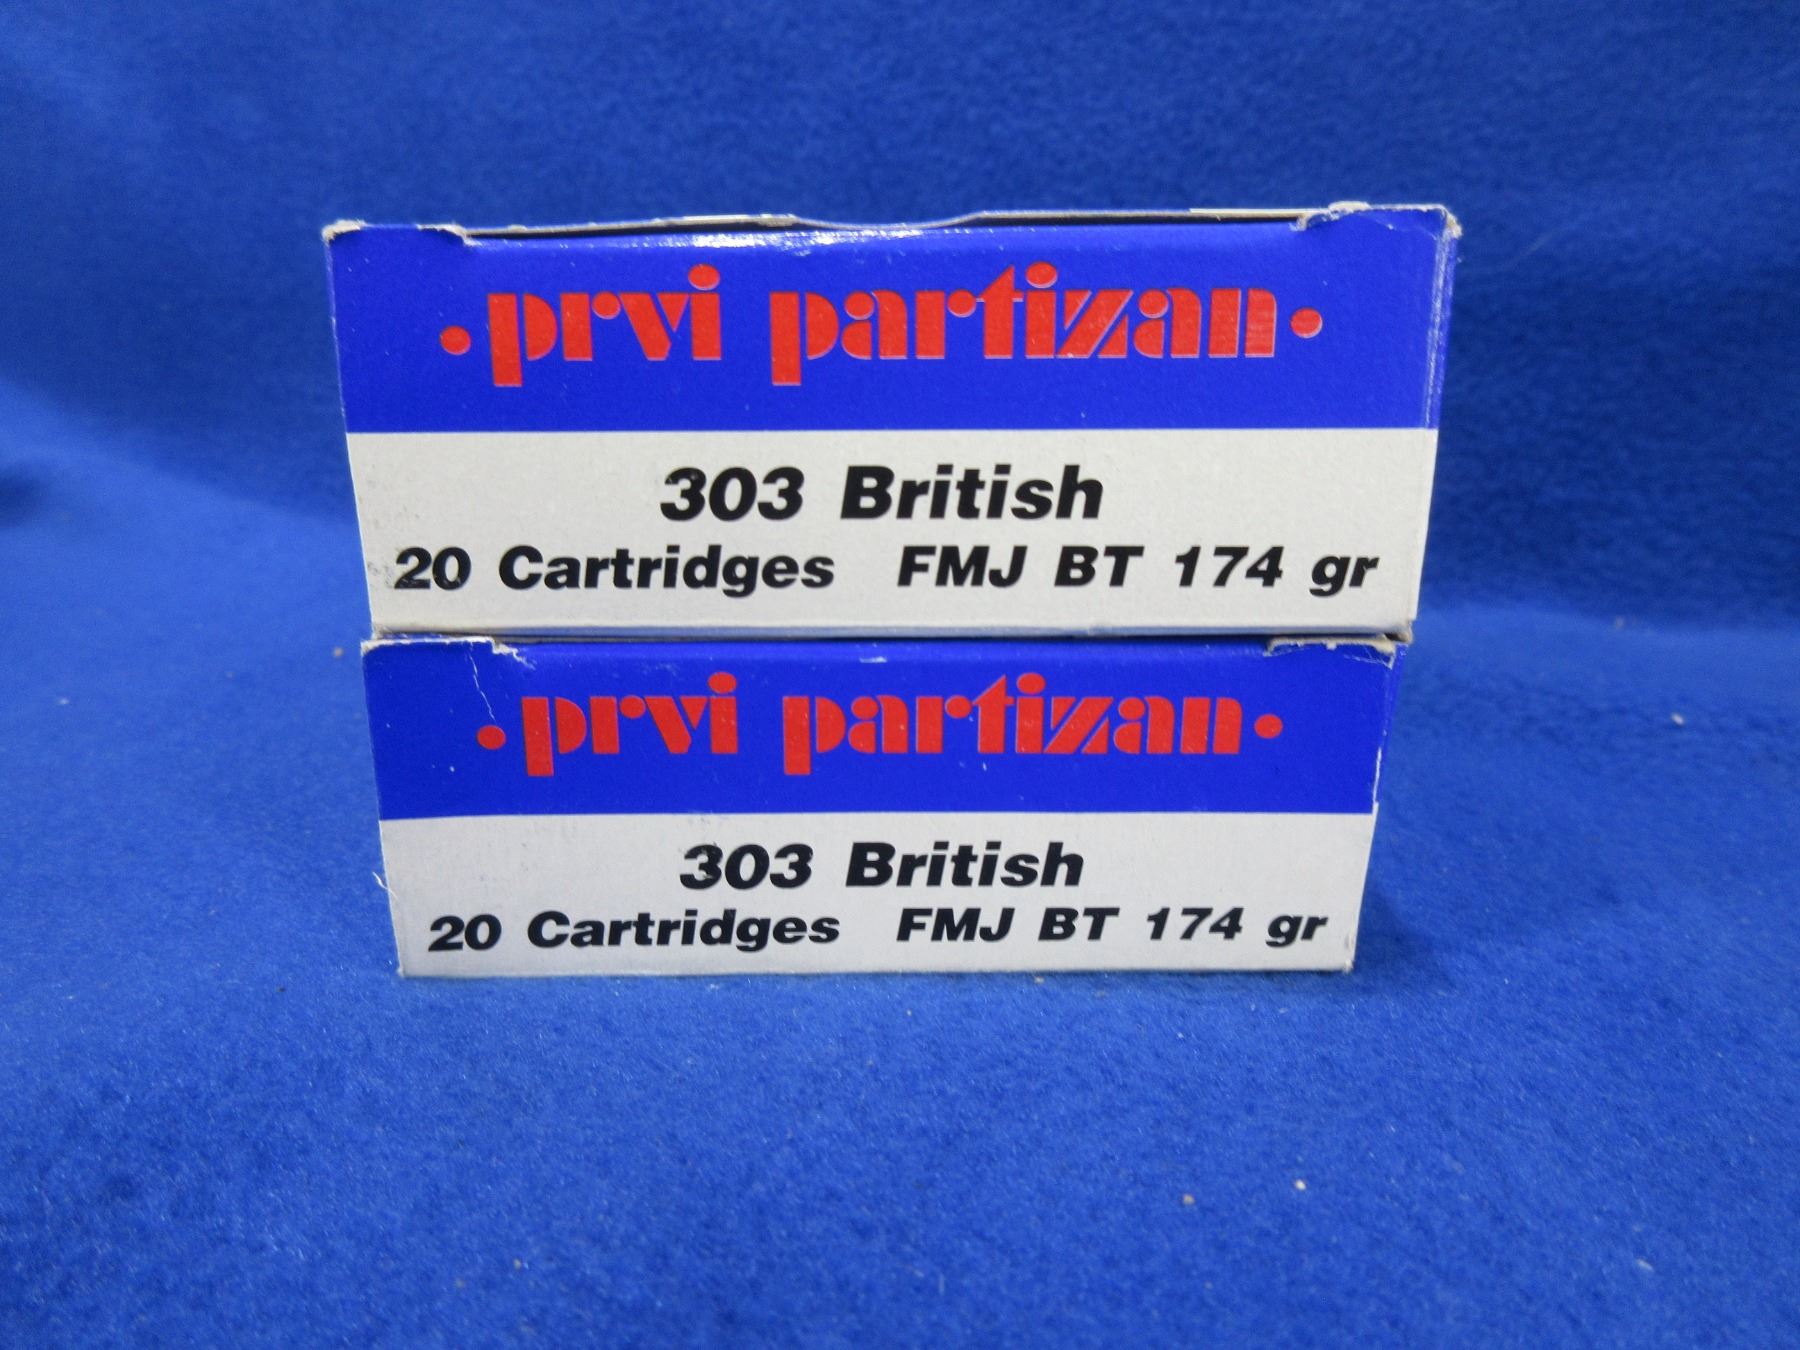 ·prvi partizan·
303 British
20 Cartridges FMJ BT 174 gr
·prvi partizan·
303 British
20 Cartridges FMJ BT 174 gr